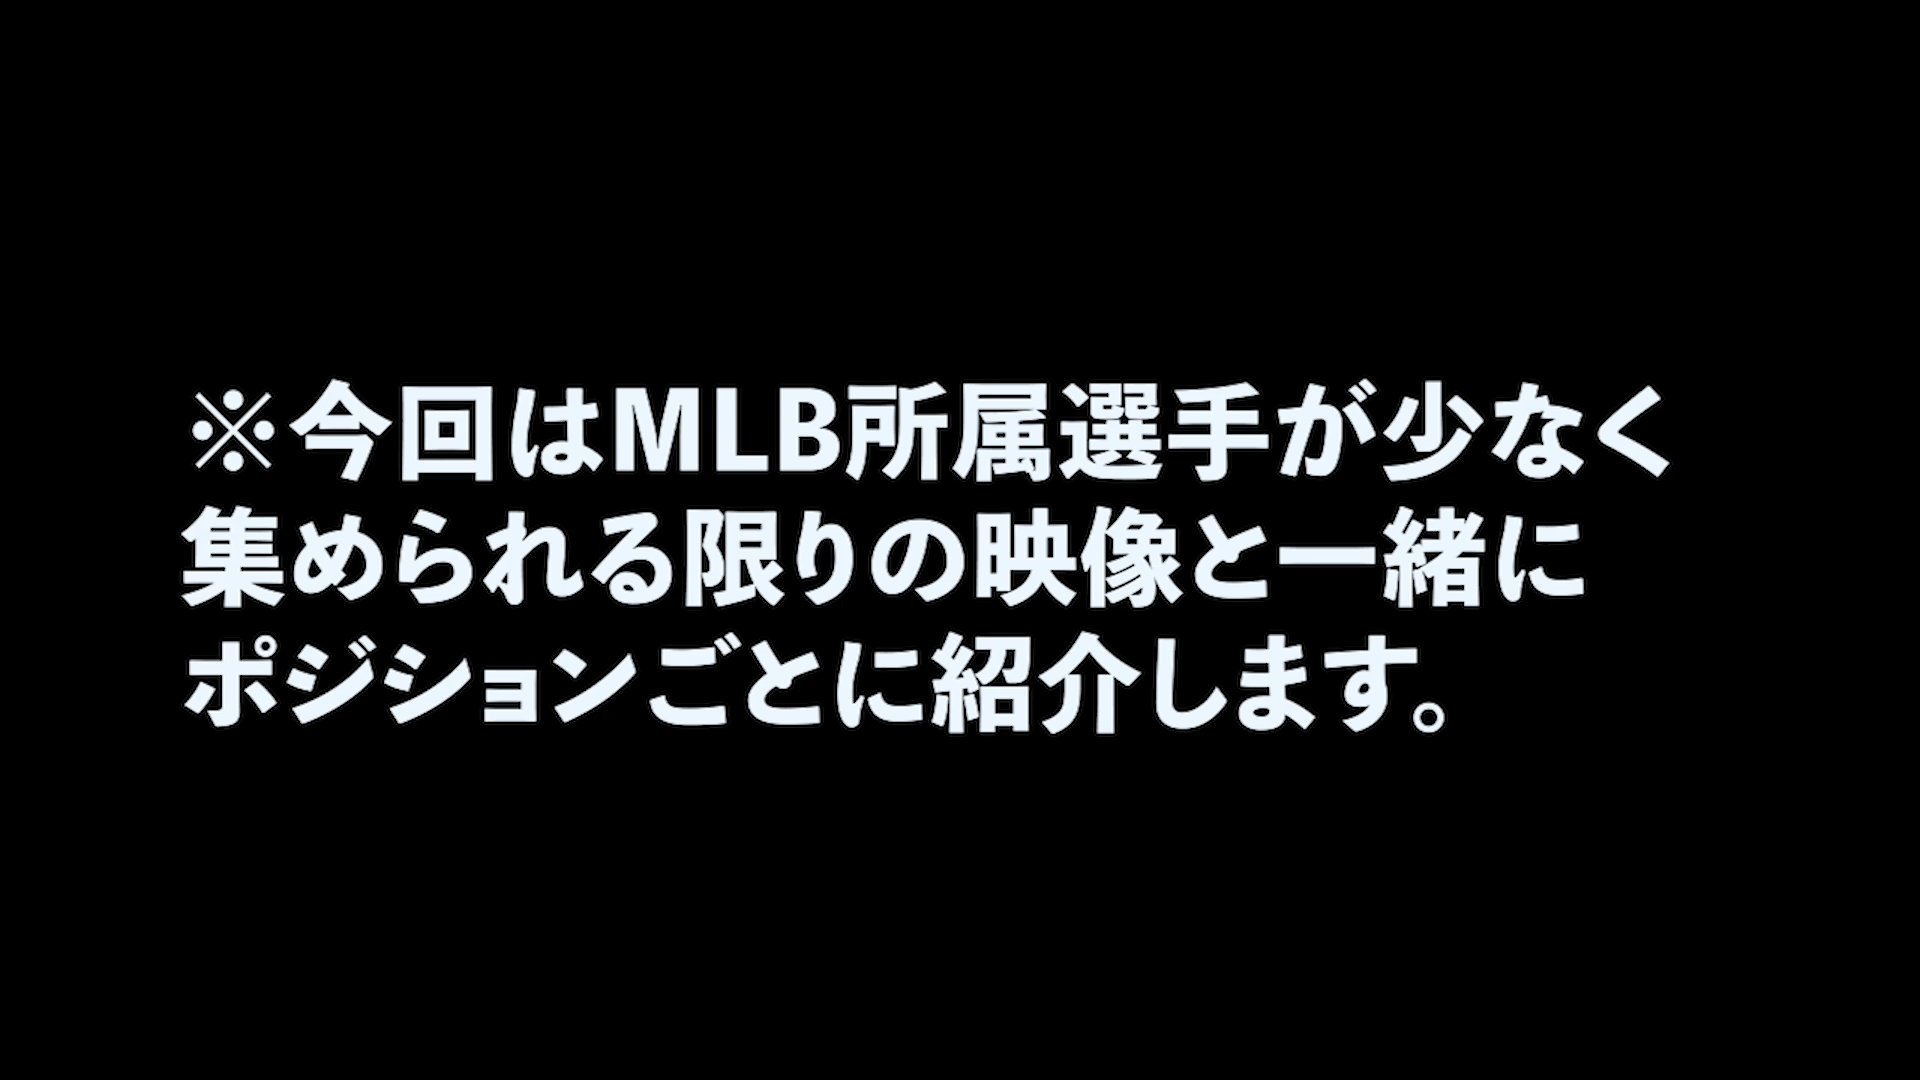 ※今回はMLB所属選手が少なく
集められる限りの映像と一緒に
ポジションごとに紹介します。